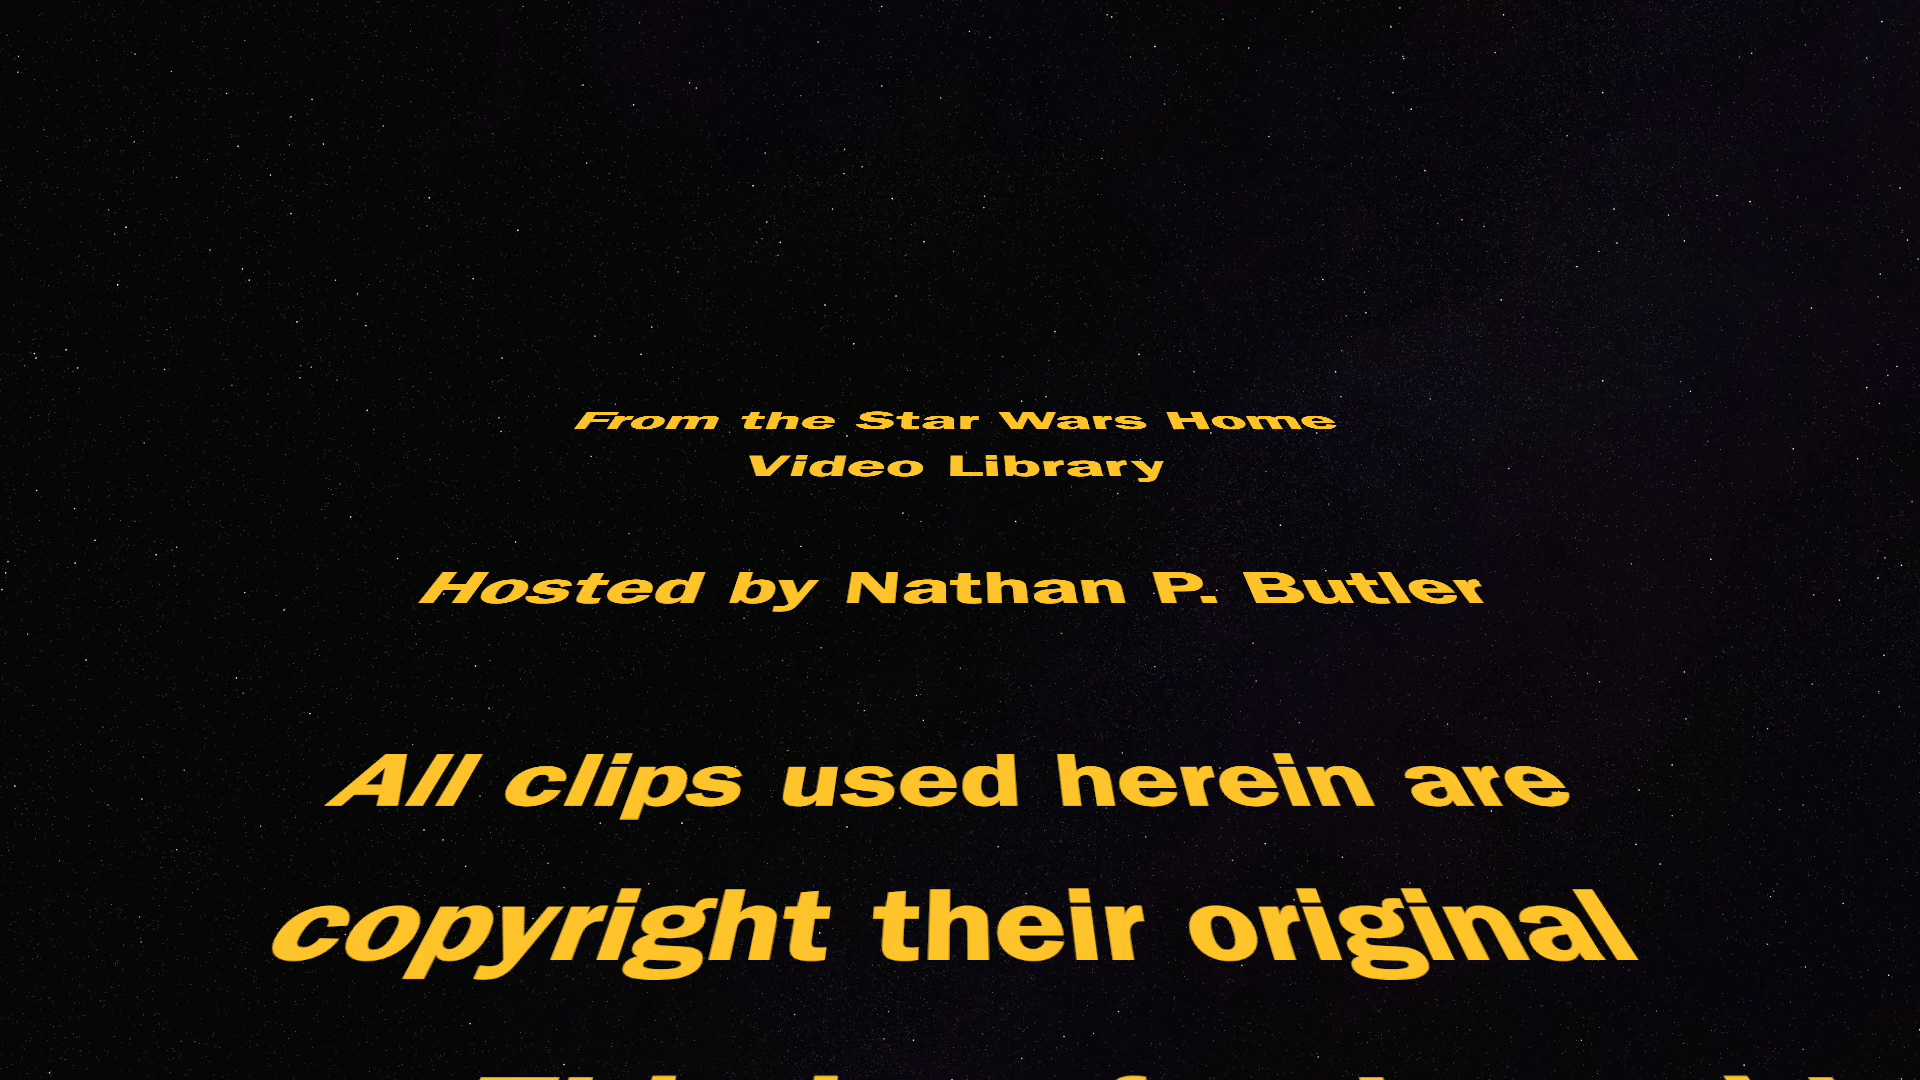 From the Star Wars Home
Video Library
Hosted by Nathan P. Butler
All clips used herein are
copyright their original